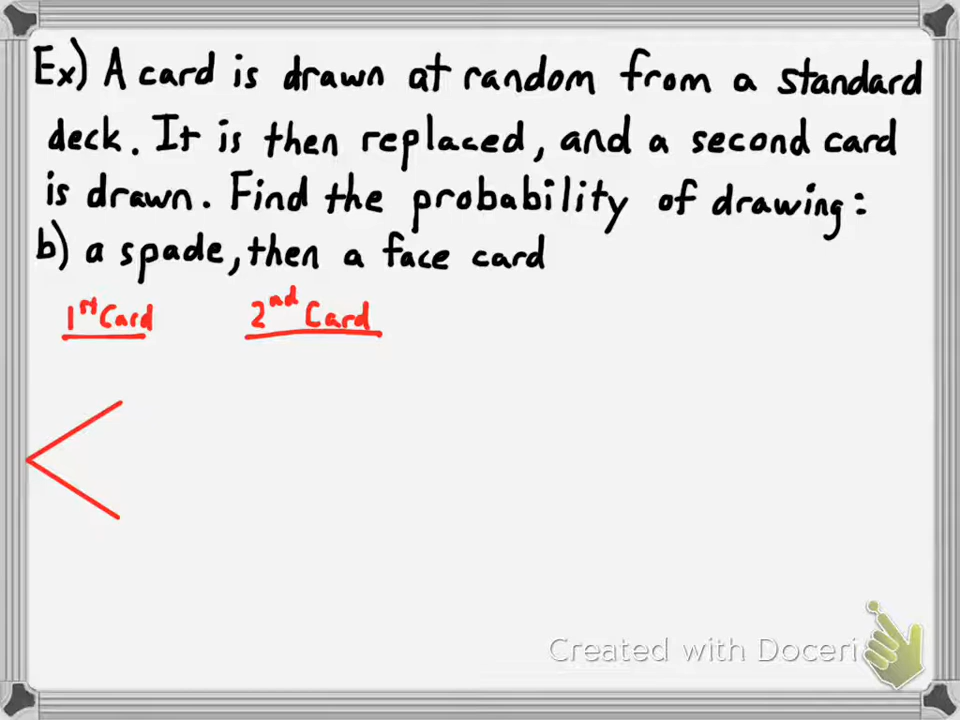 Ex) A card is drawn at random from a standard
deck. It is then replaced, and a second card
is drawn. Find the probability of drawing:
b) a spade, then a face card
1st Card 2nd Card
Created with Doceri